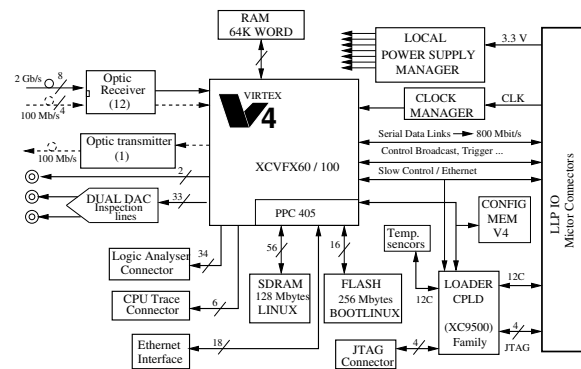 RAM
64K WORD
LOCAL
POWER SUPPLY
MANAGER
3.3 V
2 Gb/s
8
Optic
Receiver
(12)
100 Mb/s
4
VIRTEX
V4
CLOCK
MANAGER
CLK
Optic transmitter
(1)
100 Mb/s
XCVFX60 / 100
Serial Data Links
800 Mbit/s
Control Broadcast, Trigger ...
Slow Control / Ethernet
2
33
DUAL DAC
Inspection
lines
PPC 405
CONFIG
MEM
V4
LLP IO
Mictor Connectors
Logic Analyser
Connector
34
56
16
Temp.
sencors
SDRAM
128 Mbytes
LINUX
FLASH
256 Mbytes
BOOTLINUX
12C
LOADER
CPLD
(XC9500)
Family
12C
CPU Trace
Connector
6
Ethernet
Interface
18
JTAG
Connector
4
4
JTAG